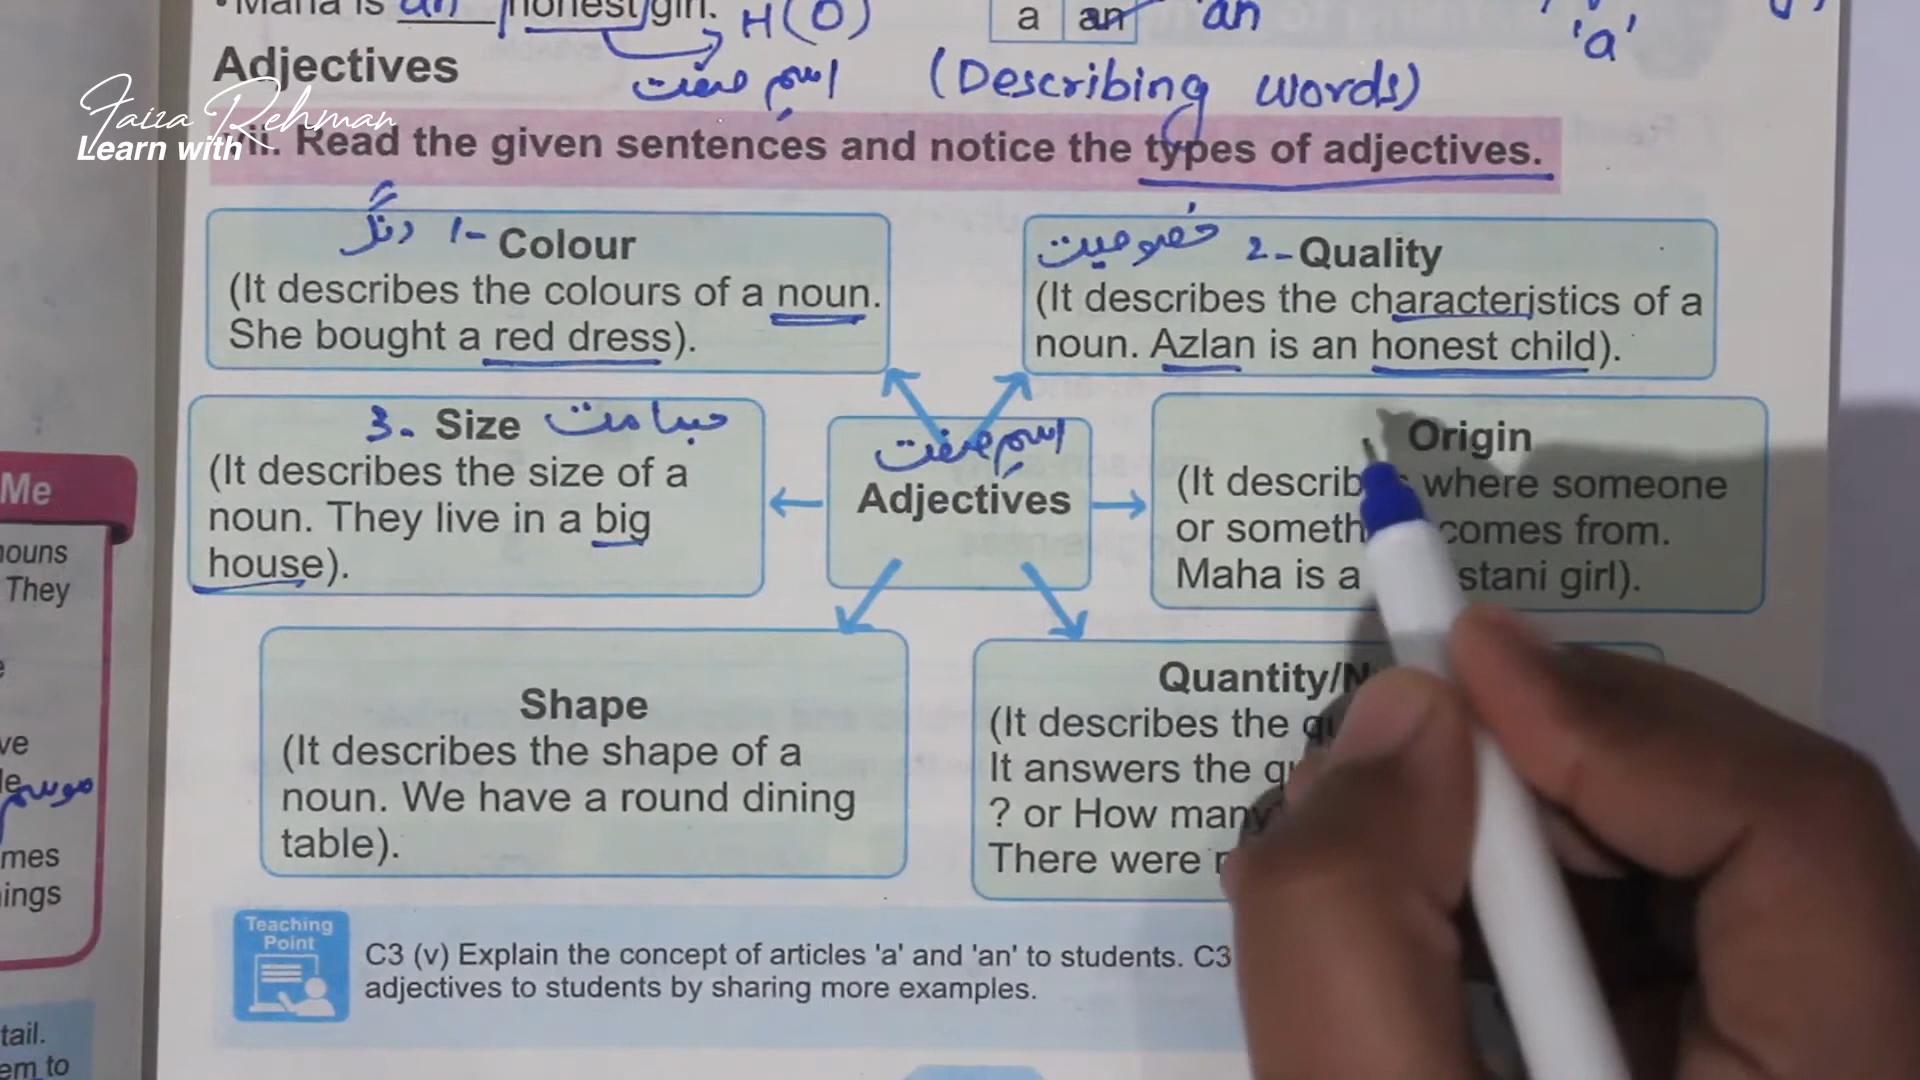 Maha is an honest girl. H(O) a an an 'a'
Adjectives اسم صفت (Describing words)
Faiza Rehman
Learn with
vii. Read the given sentences and notice the types of adjectives.
رنگ 1- Colour
(It describes the colours of a noun.
She bought a red dress).
خصوصیت 2- Quality
(It describes the characteristics of a
noun. Azlan is an honest child).
3. Size جسامت
(It describes the size of a
noun. They live in a big
house).
اسم صفت
Adjectives
Origin
(It describes where someone
or someth comes from.
Maha is a stani girl).
Shape
(It describes the shape of a
noun. We have a round dining
table).
Quantity/N
(It describes the
It answers the
? or How many
There were
Teaching
Point
C3 (v) Explain the concept of articles 'a' and 'an' to students. C3
adjectives to students by sharing more examples.
Me
nouns
They
ve
موسم
mes
ings
tail.
em to